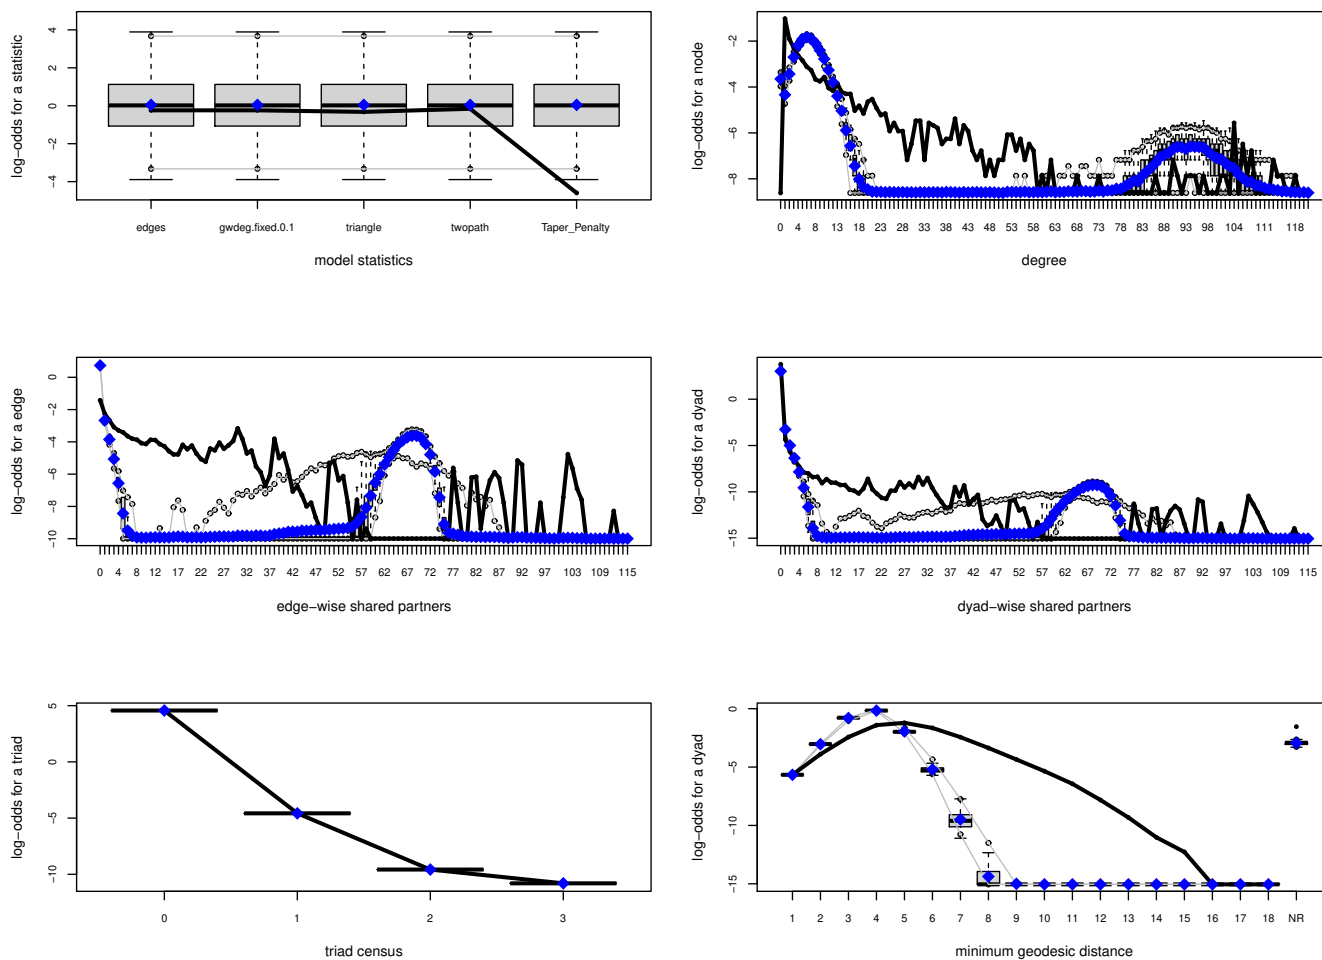 log−odds for a statistic
4
2
0
−2
−4
edges gwdeg.fixed.0.1 triangle twopath Taper_Penalty
model statistics
log−odds for a node
−2
−4
−6
−8
0 4 8 13 18 23 28 33 38 43 48 53 58 63 68 73 78 83 88 93 98 104 111 118
degree
log−odds for a edge
0
−2
−4
−6
−8
−10
0 4 8 12 17 22 27 32 37 42 47 52 57 62 67 72 77 82 87 92 97 103 109 115
edge−wise shared partners
log−odds for a dyad
0
−5
−10
−15
0 4 8 12 17 22 27 32 37 42 47 52 57 62 67 72 77 82 87 92 97 103 109 115
dyad−wise shared partners
log−odds for a triad
5
0
−5
−10
0 1 2 3
triad census
log−odds for a dyad
0
−5
−10
−15
1 2 3 4 5 6 7 8 9 10 11 12 13 14 15 16 17 18 NR
minimum geodesic distance